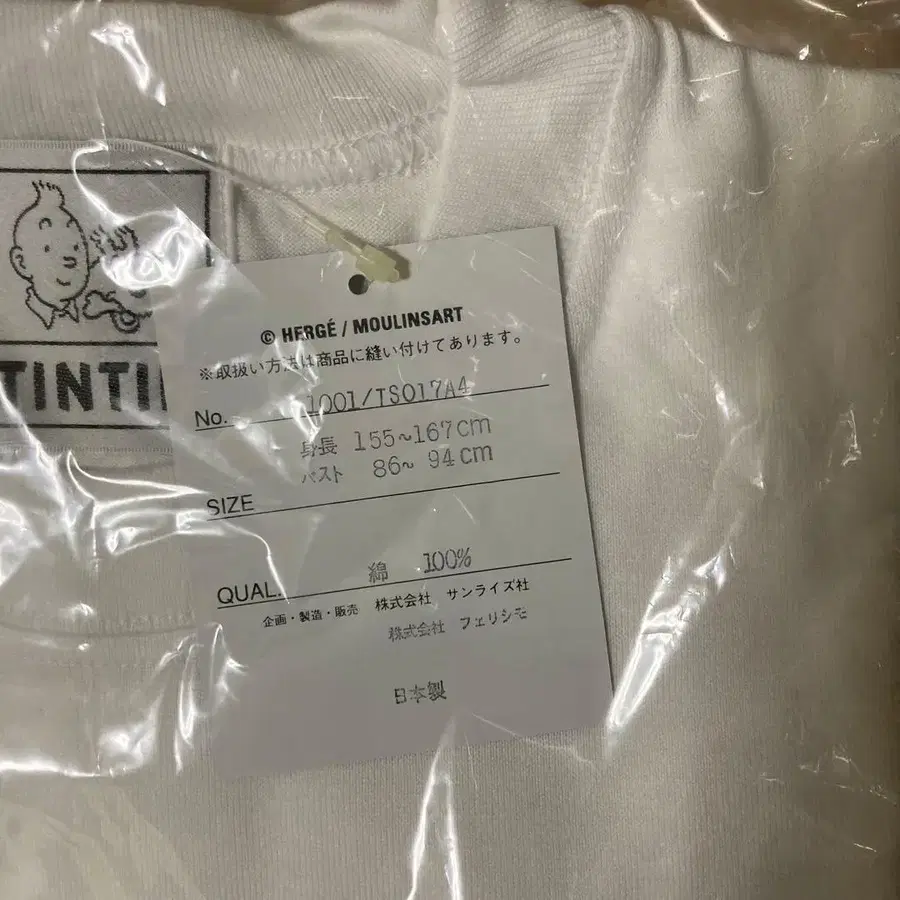 TINTI
© HERGÉ / MOULINSART
※取扱い方法は商品に縫い付けてあります。
No. 1001/TS017A4
身長 155~167cm
バスト 86~ 94cm
SIZE
QUAL. 綿 100%
企画・製造・販売 株式会社 サンライズ社
株式会社 フェリシモ
日本製